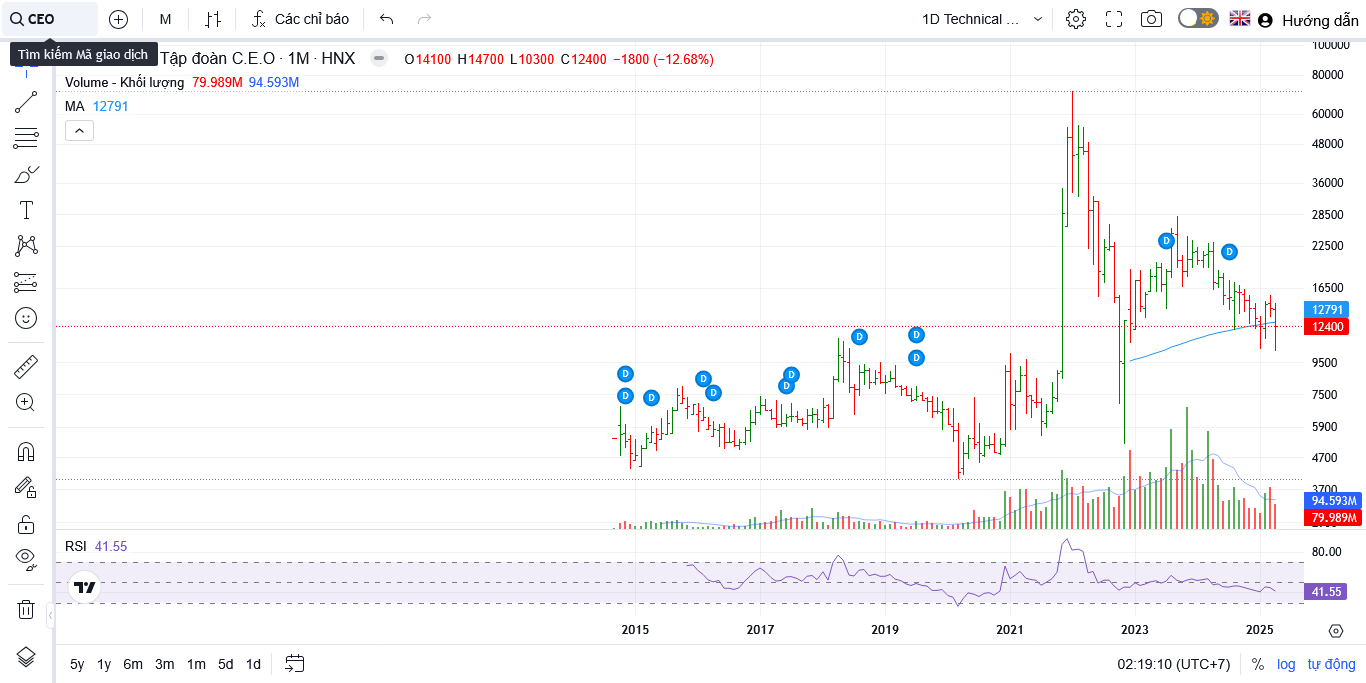 CEO
M
Các chỉ báo
1D Technical ...
Hướng dẫn
Tìm kiếm Mã giao dịch
Tập đoàn C.E.O · 1M · HNX
O14100 H14700 L10300 C12400 −1800 (−12.68%)
Volume - Khối lượng 79.989M 94.593M
MA 12791
100000
80000
60000
48000
36000
28500
22500
16500
12791
12400
9500
7500
5900
4700
3700
94.593M
79.989M
D
D
D
D
D
D
D
D
D
D
D
D
RSI 41.55
80.00
41.55
2015
2017
2019
2021
2023
2025
5y 1y 6m 3m 1m 5d 1d
02:19:10 (UTC+7)
%
log
tự động